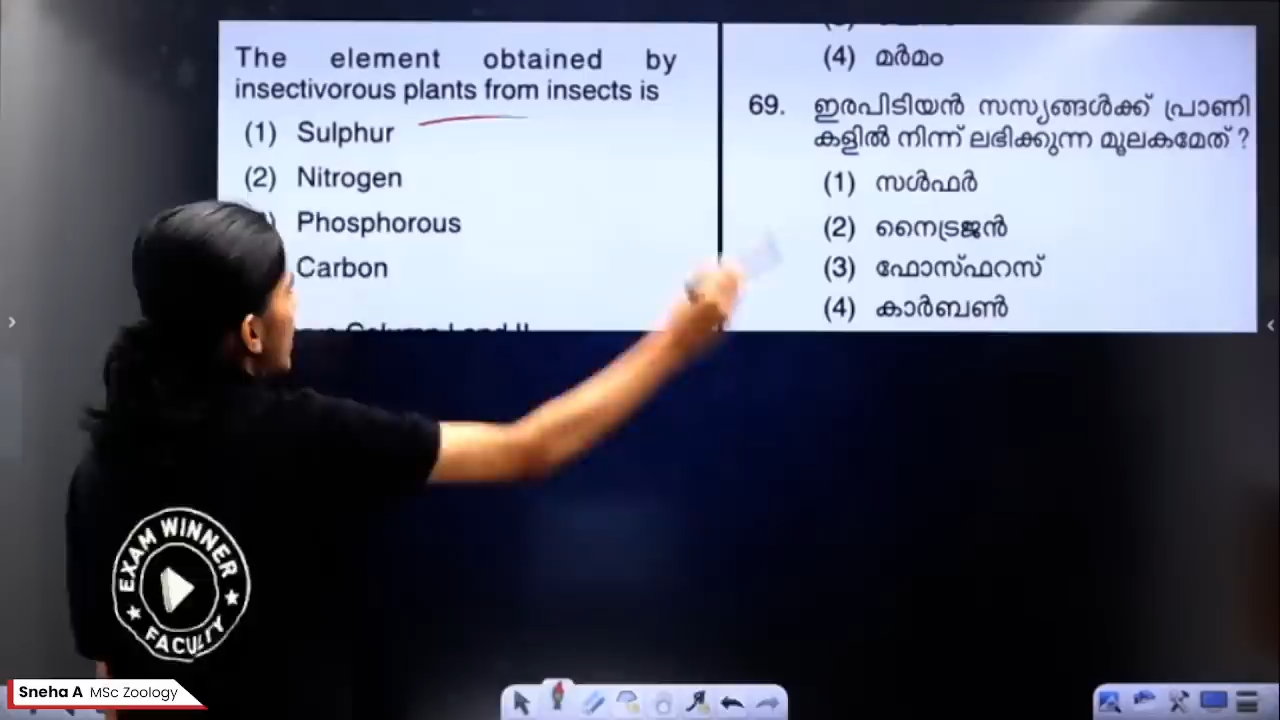 The element obtained by
insectivorous plants from insects is
(1) Sulphur
(2) Nitrogen
Phosphorous
Carbon
(4) മർമം
69. ഇരപിടിയൻ സസ്യങ്ങൾക്ക് പ്രാണി
കളിൽ നിന്ന് ലഭിക്കുന്ന മൂലകമേത് ?
(1) സൾഫർ
(2) നൈട്രജൻ
(3) ഫോസ്ഫറസ്
(4) കാർബൺ
EXAM WINNER
FACULTY
Sneha A MSc Zoology